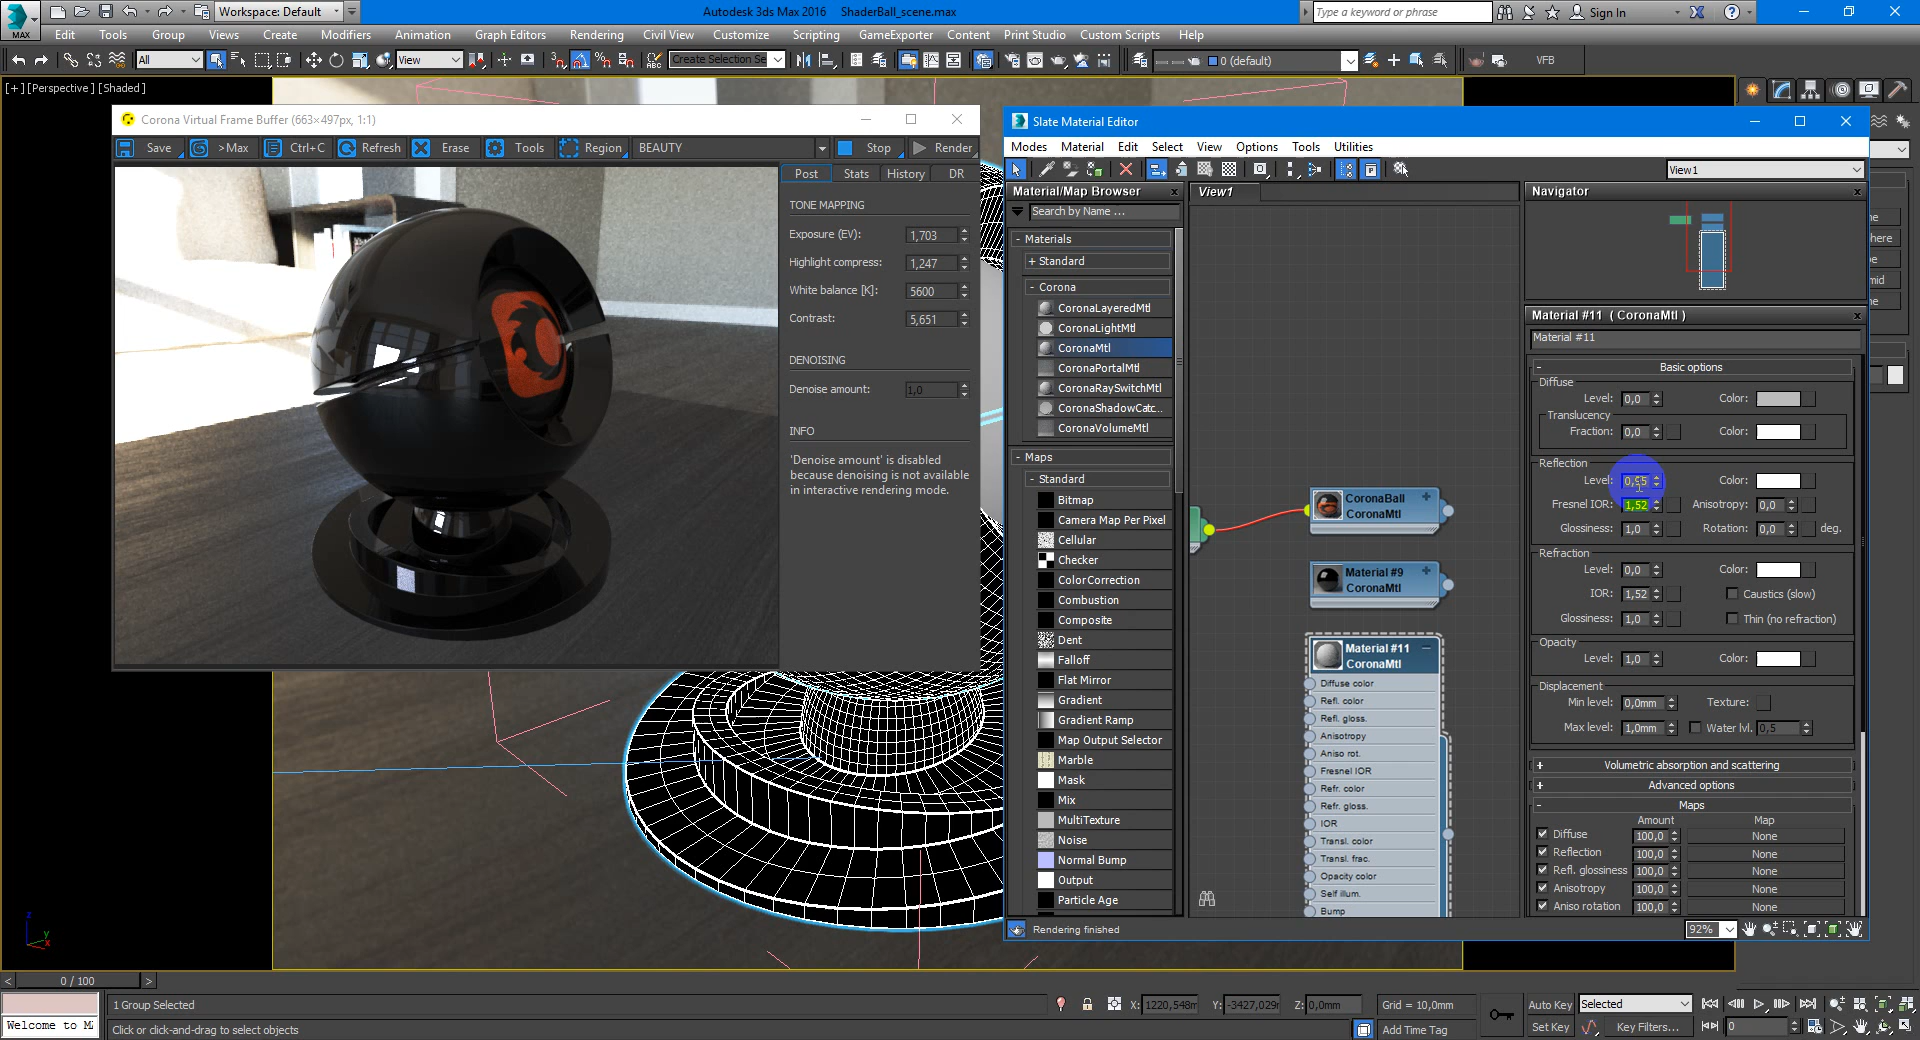 MAX
Workspace: Default
Autodesk 3ds Max 2016    ShaderBall_scene.max
Type a keyword or phrase
Sign In
Edit Tools Group Views Create Modifiers Animation Graph Editors Rendering Civil View Customize Scripting GameExporter Content Print Studio Custom Scripts Help
All
View
Create Selection Se
0 (default)
VFB
[+] [Perspective ] [Shaded ]
Corona Virtual Frame Buffer (663×497px, 1:1)
Save >Max Ctrl+C Refresh Erase Tools Region BEAUTY Stop Render
Post Stats History DR
TONE MAPPING
Exposure (EV): 1,703
Highlight compress: 1,247
White balance [K]: 5600
Contrast: 5,651
DENOISING
Denoise amount: 1,0
INFO
'Denoise amount' is disabled
because denoising is not available
in interactive rendering mode.
Slate Material Editor
Modes Material Edit Select View Options Tools Utilities
View1
Material/Map Browser
Search by Name ...
- Materials
+ Standard
- Corona
CoronaLayeredMtl
CoronaLightMtl
CoronaMtl
CoronaPortalMtl
CoronaRaySwitchMtl
CoronaShadowCatc...
CoronaVolumeMtl
- Maps
- Standard
Bitmap
Camera Map Per Pixel
Cellular
Checker
ColorCorrection
Combustion
Composite
Dent
Falloff
Flat Mirror
Gradient
Gradient Ramp
Map Output Selector
Marble
Mask
Mix
MultiTexture
Noise
Normal Bump
Output
Particle Age
View1
CoronaBall
CoronaMtl
Material #9
CoronaMtl
Material #11
CoronaMtl
Diffuse color
Refl. color
Refl. gloss.
Anisotropy
Aniso rot.
Fresnel IOR
Refr. color
Refr. gloss.
IOR
Transl. color
Transl. frac.
Opacity color
Self illum.
Bump
Navigator
Material #11 ( CoronaMtl )
Material #11
- Basic options
Diffuse
Level: 0,0 Color:
Translucency
Fraction: 0,0 Color:
Reflection
Level: 0,95 Color:
Fresnel IOR: 1,52 Anisotropy: 0,0
Glossiness: 1,0 Rotation: 0,0 deg.
Refraction
Level: 0,0 Color:
IOR: 1,52 Caustics (slow)
Glossiness: 1,0 Thin (no refraction)
Opacity
Level: 1,0 Color:
Displacement
Min level: 0,0mm Texture:
Max level: 1,0mm Water lvl. 0,5
+ Volumetric absorption and scattering
+ Advanced options
- Maps
Amount Map
Diffuse 100,0 None
Reflection 100,0 None
Refl. glossiness 100,0 None
Anisotropy 100,0 None
Aniso rotation 100,0 None
Rendering finished
92%
< 0 / 100 >
1 Group Selected
Welcome to
Click or click-and-drag to select objects
X: 1220,548m Y: -3427,029 Z: 0,0mm
Grid = 10,0mm
Add Time Tag
Auto Key Selected
Set Key Key Filters...
0